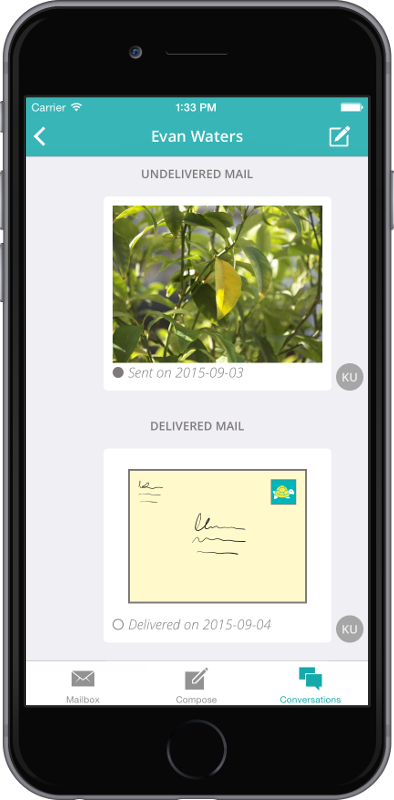 Carrier 1:33 PM
Evan Waters
UNDELIVERED MAIL
Sent on 2015-09-03
KU
DELIVERED MAIL
Delivered on 2015-09-04
KU
Mailbox Compose Conversations